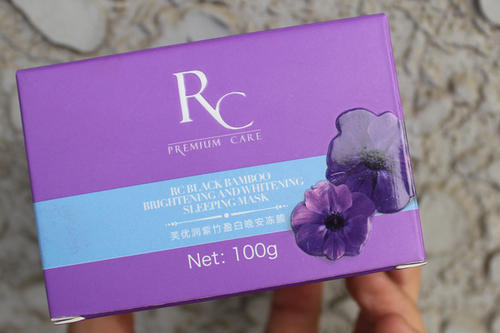 RC
PREMIUM CARE
RC BLACK BAMBOO
BRIGHTENING AND WHITENING
SLEEPING MASK
芙优润紫竹盈白晚安冻膜
Net: 100g